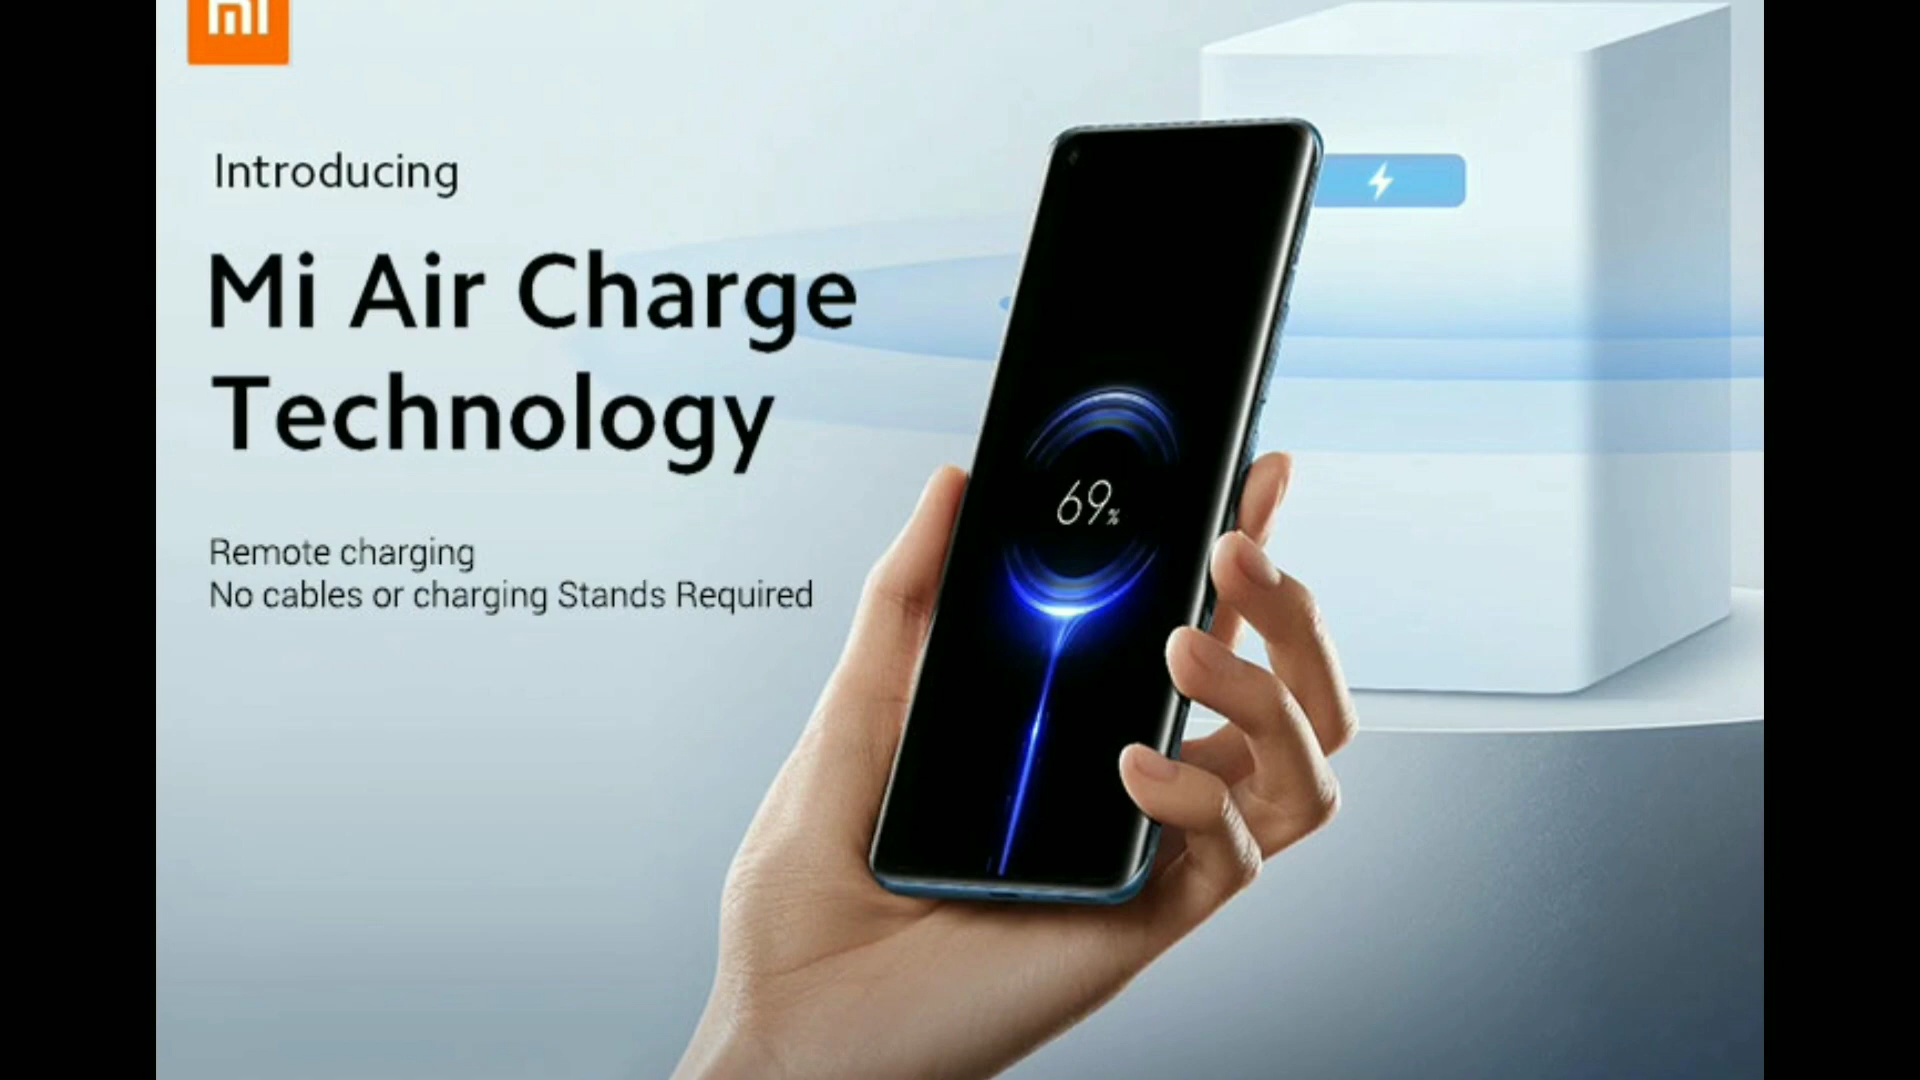 mi
Introducing
Mi Air Charge
Technology
Remote charging
No cables or charging Stands Required
69%